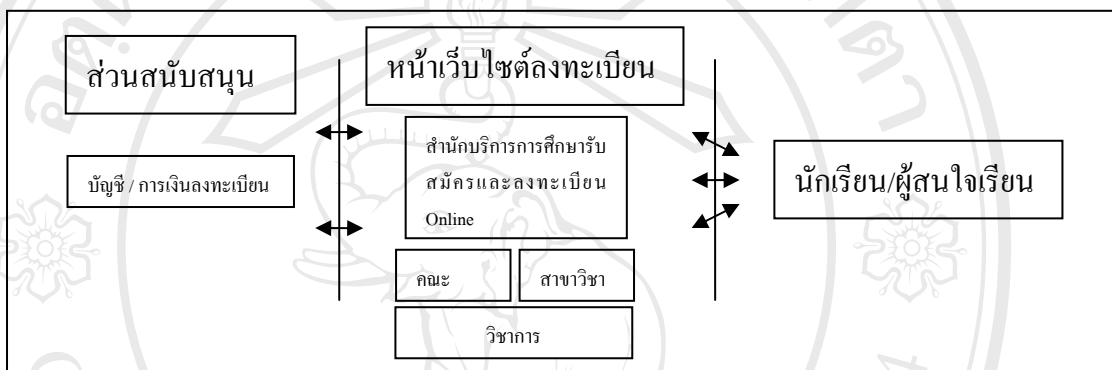 ส่วนสนับสนุน
หน้าเว็บไซต์ลงทะเบียน
บัญชี / การเงินลงทะเบียน
สำนักบริการการศึกษารับ
สมัครและลงทะเบียน
Online
คณะ
สาขาวิชา
วิชาการ
นักเรียน/ผู้สนใจเรียน